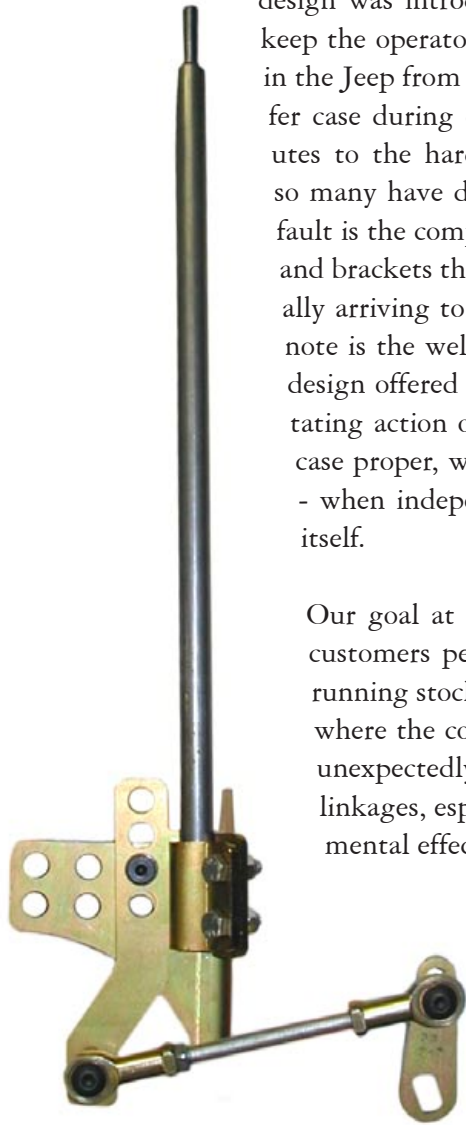 design was introd
keep the operato
in the Jeep from
fer case during
utes to the har
so many have d
fault is the comp
and brackets th
ally arriving to
note is the wel
design offered
tating action o
case proper, w
- when indepe
itself.
Our goal at
customers pe
running stoc
where the co
unexpectedly
linkages, esp
mental effec